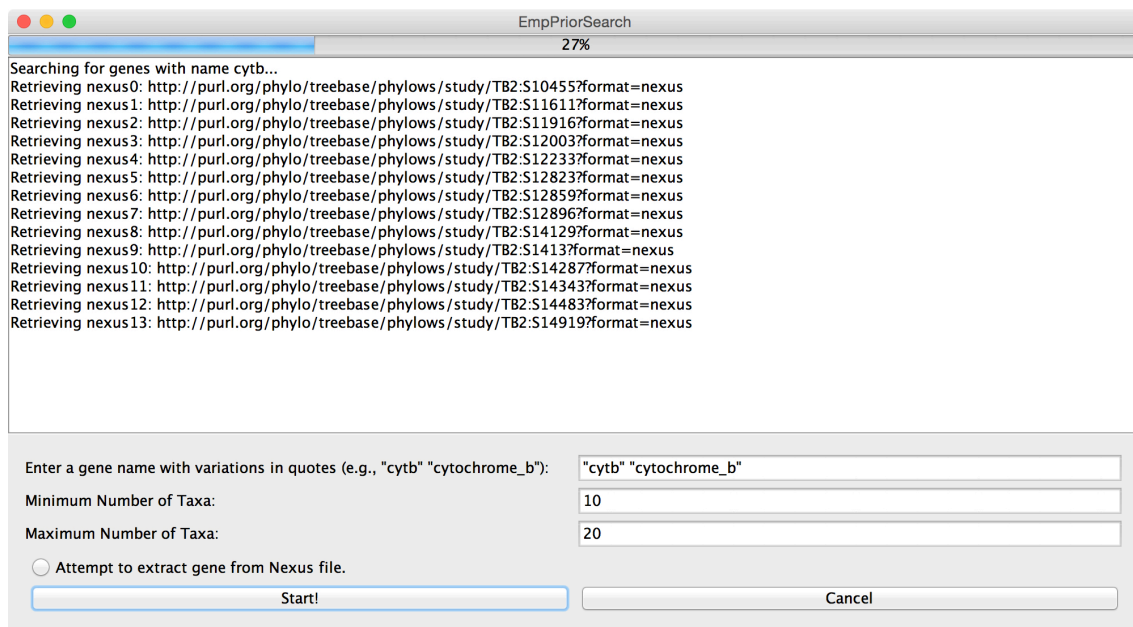 EmpPriorSearch
27%
Searching for genes with name cytb...
Retrieving nexus0: http://purl.org/phylo/treebase/phylows/study/TB2:S10455?format=nexus
Retrieving nexus1: http://purl.org/phylo/treebase/phylows/study/TB2:S11611?format=nexus
Retrieving nexus2: http://purl.org/phylo/treebase/phylows/study/TB2:S11916?format=nexus
Retrieving nexus3: http://purl.org/phylo/treebase/phylows/study/TB2:S12003?format=nexus
Retrieving nexus4: http://purl.org/phylo/treebase/phylows/study/TB2:S12233?format=nexus
Retrieving nexus5: http://purl.org/phylo/treebase/phylows/study/TB2:S12823?format=nexus
Retrieving nexus6: http://purl.org/phylo/treebase/phylows/study/TB2:S12859?format=nexus
Retrieving nexus7: http://purl.org/phylo/treebase/phylows/study/TB2:S12896?format=nexus
Retrieving nexus8: http://purl.org/phylo/treebase/phylows/study/TB2:S14129?format=nexus
Retrieving nexus9: http://purl.org/phylo/treebase/phylows/study/TB2:S1413?format=nexus
Retrieving nexus10: http://purl.org/phylo/treebase/phylows/study/TB2:S14287?format=nexus
Retrieving nexus11: http://purl.org/phylo/treebase/phylows/study/TB2:S14343?format=nexus
Retrieving nexus12: http://purl.org/phylo/treebase/phylows/study/TB2:S14483?format=nexus
Retrieving nexus13: http://purl.org/phylo/treebase/phylows/study/TB2:S14919?format=nexus
Enter a gene name with variations in quotes (e.g., "cytb" "cytochrome_b"): "cytb" "cytochrome_b"
Minimum Number of Taxa: 10
Maximum Number of Taxa: 20
Attempt to extract gene from Nexus file.
Start! Cancel